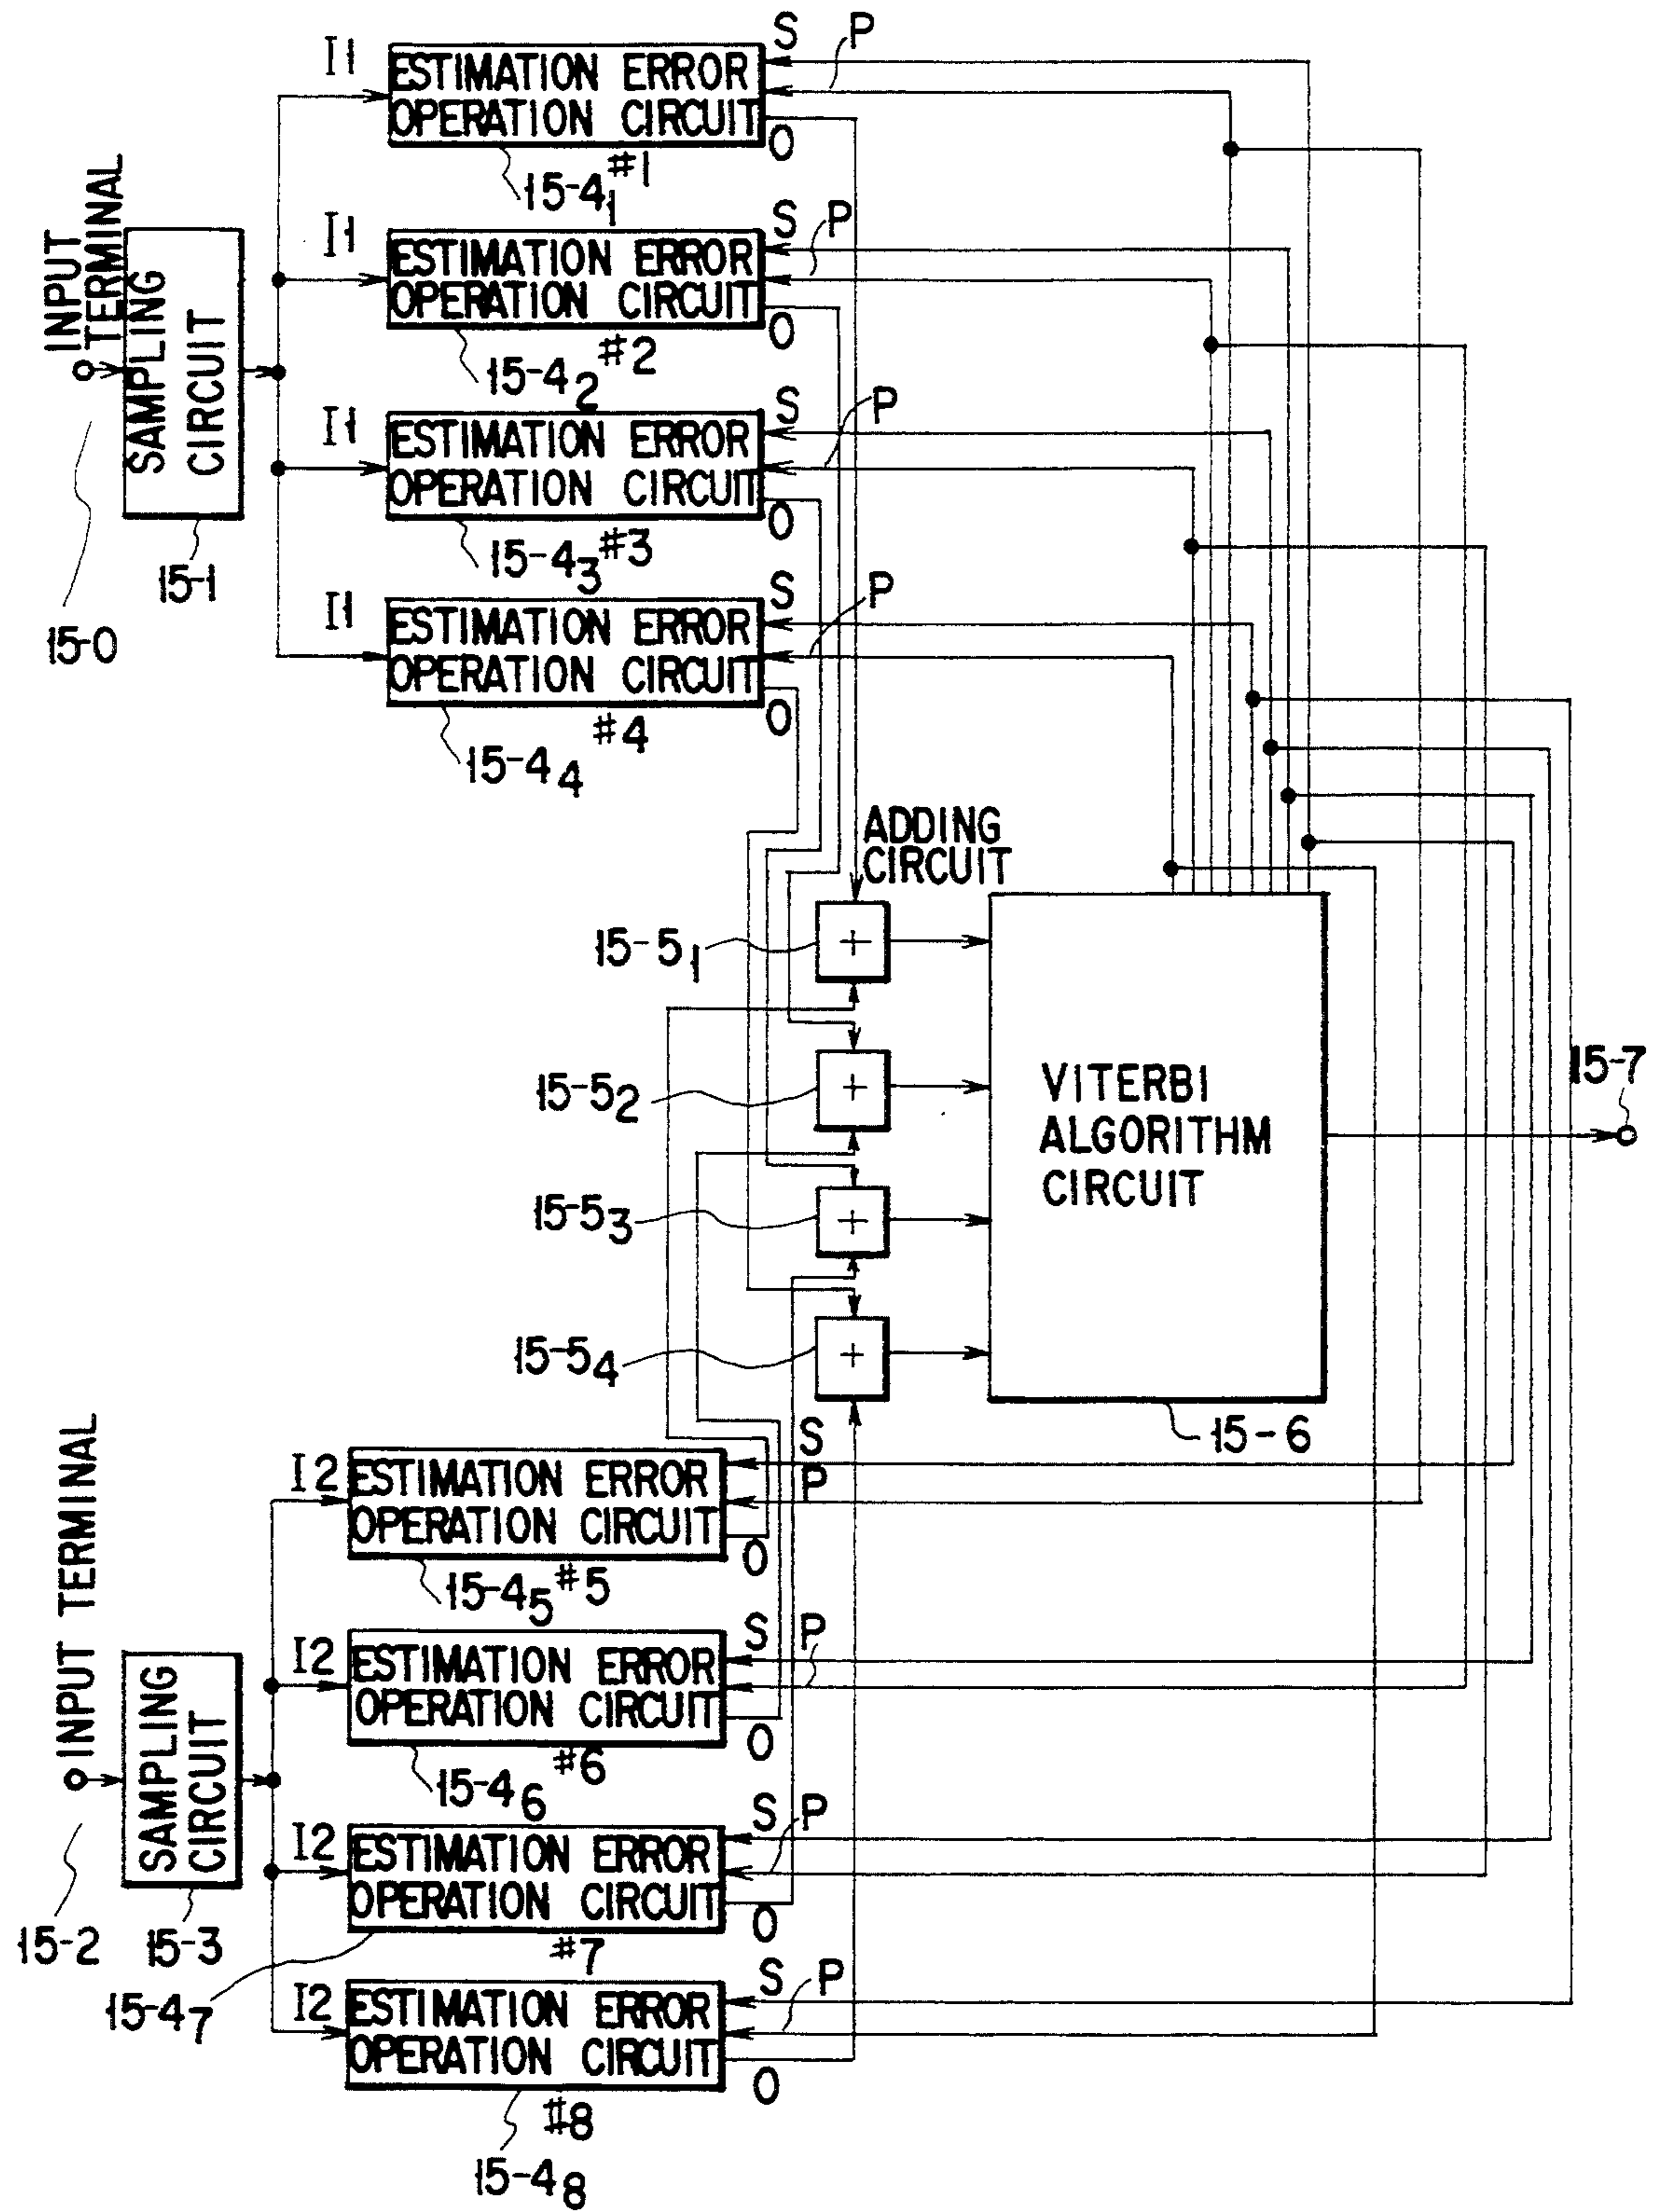 I1
ESTIMATION ERROR
OPERATION CIRCUIT
S
P
O
#1
15-4₁
INPUT
TERMINAL
SAMPLING
CIRCUIT
15-0
15-1
I1
ESTIMATION ERROR
OPERATION CIRCUIT
S
P
O
#2
15-4₂
I1
ESTIMATION ERROR
OPERATION CIRCUIT
S
P
O
#3
15-4₃
I1
ESTIMATION ERROR
OPERATION CIRCUIT
S
P
O
#4
15-4₄
ADDING
CIRCUIT
15-5₁
+
15-5₂
+
15-5₃
+
15-5₄
+
VITERBI
ALGORITHM
CIRCUIT
15-6
15-7
INPUT TERMINAL
SAMPLING
CIRCUIT
15-2
15-3
I2
ESTIMATION ERROR
OPERATION CIRCUIT
S
P
O
#5
15-4₅
I2
ESTIMATION ERROR
OPERATION CIRCUIT
S
P
O
#6
15-4₆
I2
ESTIMATION ERROR
OPERATION CIRCUIT
S
P
O
#7
15-4₇
I2
ESTIMATION ERROR
OPERATION CIRCUIT
S
P
O
#8
15-4₈